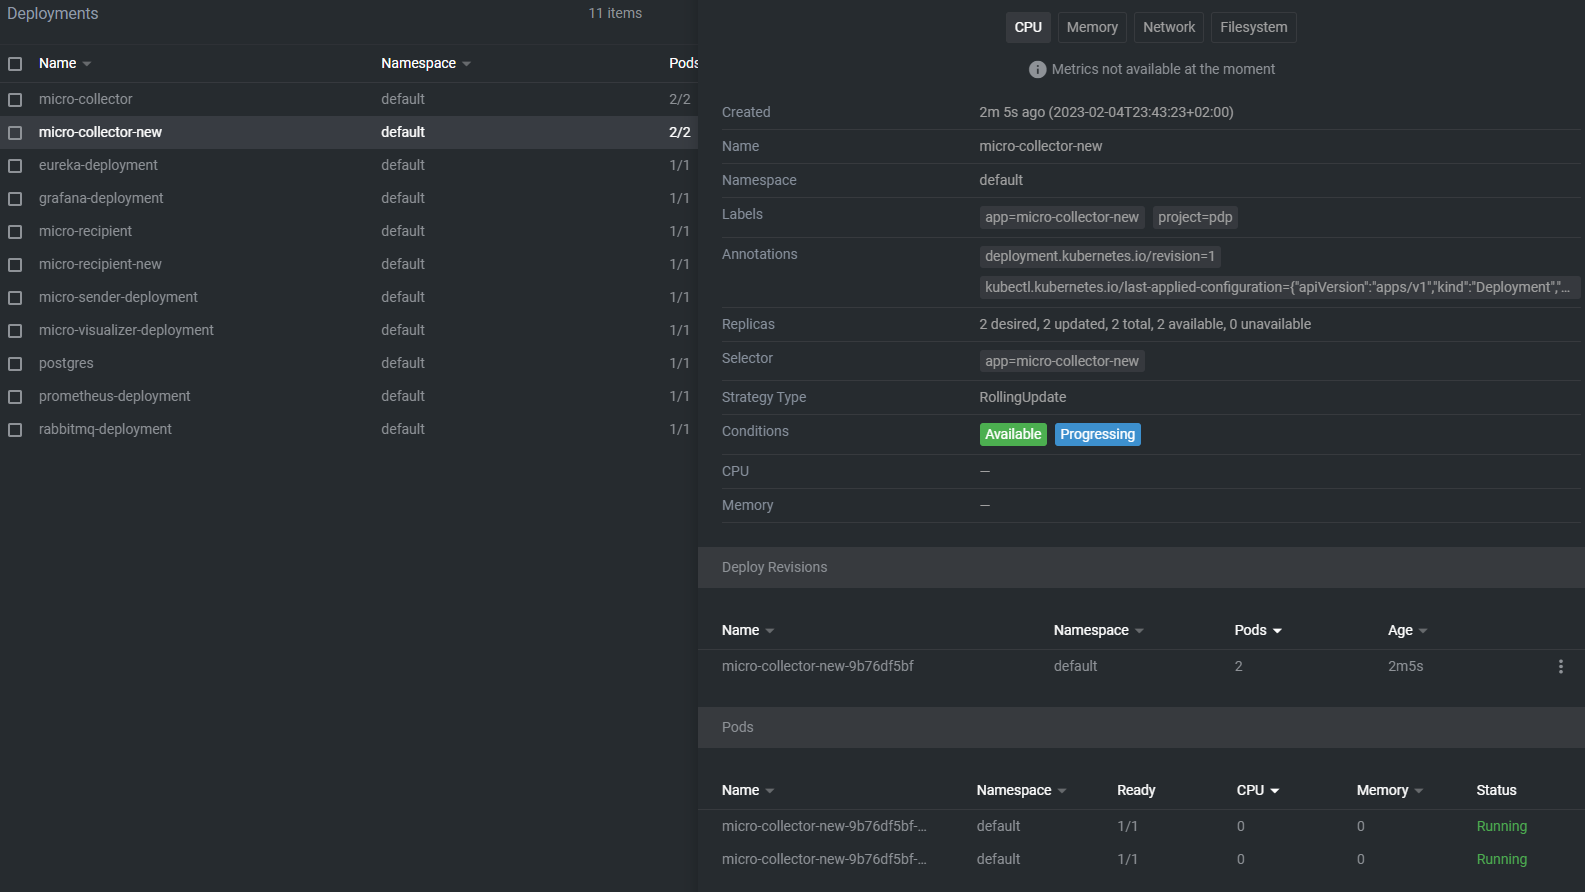 Deployments 11 items
Name Namespace Pods
micro-collector default 2/2
micro-collector-new default 2/2
eureka-deployment default 1/1
grafana-deployment default 1/1
micro-recipient default 1/1
micro-recipient-new default 1/1
micro-sender-deployment default 1/1
micro-visualizer-deployment default 1/1
postgres default 1/1
prometheus-deployment default 1/1
rabbitmq-deployment default 1/1
CPU Memory Network Filesystem
Metrics not available at the moment
Created 2m 5s ago (2023-02-04T23:43:23+02:00)
Name micro-collector-new
Namespace default
Labels app=micro-collector-new project=pdp
Annotations deployment.kubernetes.io/revision=1
kubectl.kubernetes.io/last-applied-configuration={"apiVersion":"apps/v1","kind":"Deployment","...
Replicas 2 desired, 2 updated, 2 total, 2 available, 0 unavailable
Selector app=micro-collector-new
Strategy Type RollingUpdate
Conditions Available Progressing
CPU —
Memory —
Deploy Revisions
Name Namespace Pods Age
micro-collector-new-9b76df5bf default 2 2m5s
Pods
Name Namespace Ready CPU Memory Status
micro-collector-new-9b76df5bf-... default 1/1 0 0 Running
micro-collector-new-9b76df5bf-... default 1/1 0 0 Running